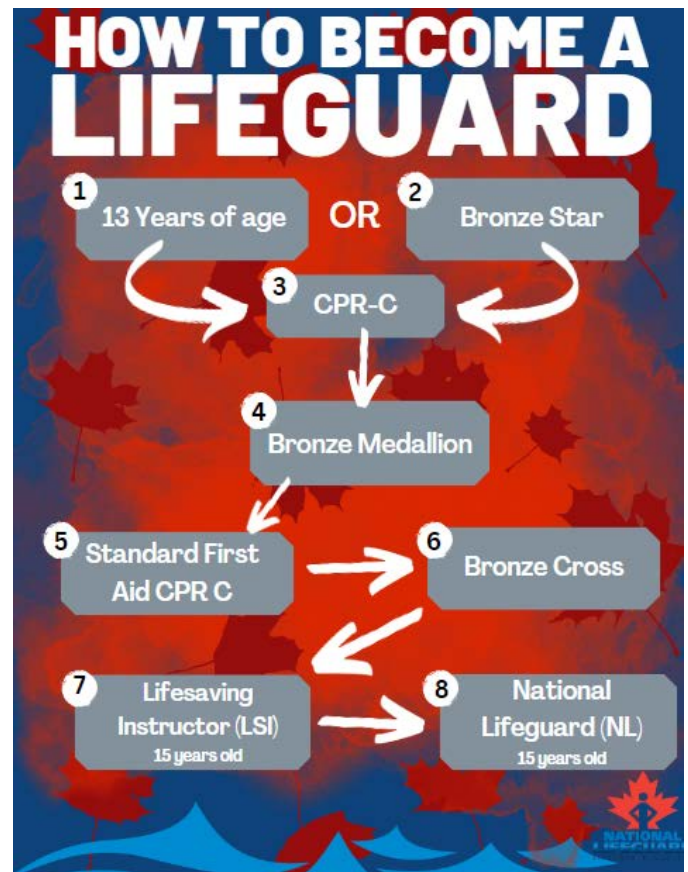 HOW TO BECOME A
LIFEGUARD
1
13 Years of age
OR
2
Bronze Star
3
CPR-C
4
Bronze Medallion
5
Standard First
Aid CPR C
6
Bronze Cross
7
Lifesaving
Instructor (LSI)
15 years old
8
National
Lifeguard (NL)
15 years old
NATIONAL
LIFEGUARD